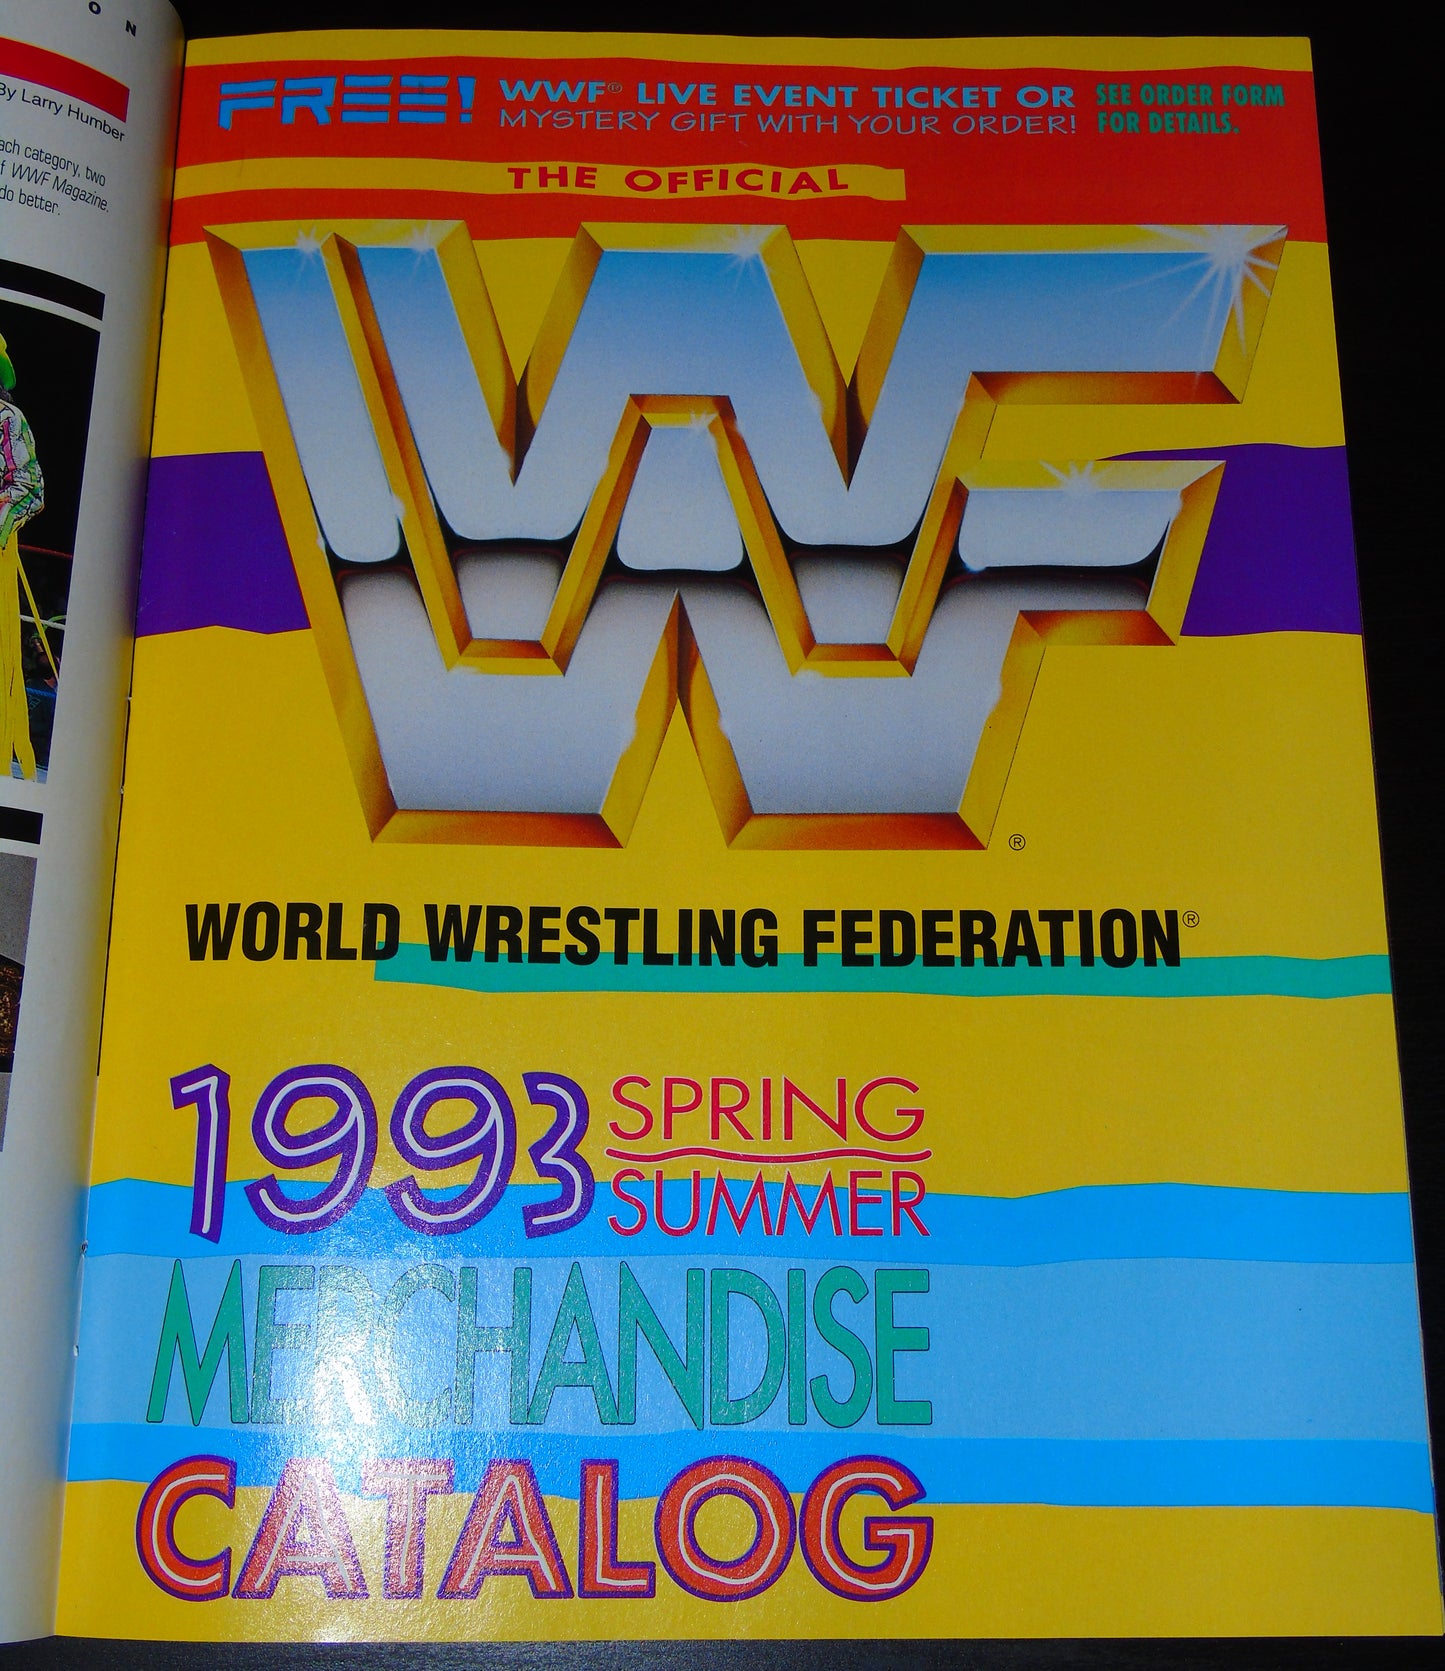 O N
By Larry Humber
ach category, two
f WWF Magazine.
do better.
FREE! WWF® LIVE EVENT TICKET OR
MYSTERY GIFT WITH YOUR ORDER!
SEE ORDER FORM
FOR DETAILS.
THE OFFICIAL
WWF ®
WORLD WRESTLING FEDERATION®
1993 SPRING
SUMMER
MERCHANDISE
CATALOG